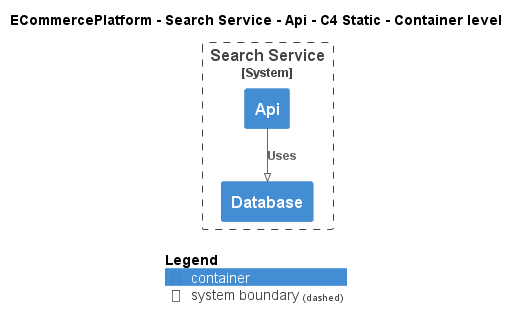 ECommercePlatform - Search Service - Api - C4 Static - Container level
Search Service
[System]
Api
Uses
Database
Legend
container
system boundary (dashed)